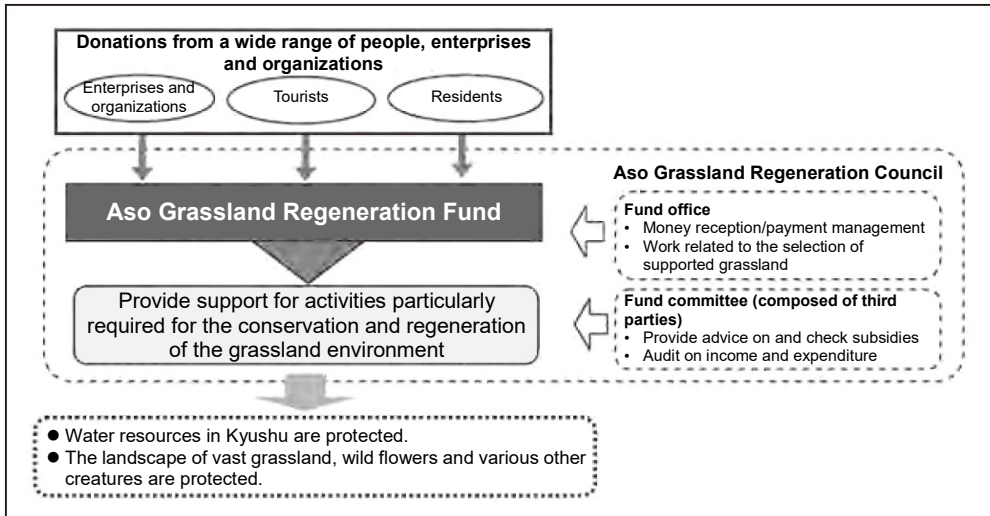 Donations from a wide range of people, enterprises
and organizations
Enterprises and
organizations
Tourists
Residents
Aso Grassland Regeneration Council
Aso Grassland Regeneration Fund
Fund office
• Money reception/payment management
• Work related to the selection of
supported grassland
Provide support for activities particularly
required for the conservation and regeneration
of the grassland environment
Fund committee (composed of third
parties)
• Provide advice on and check subsidies
• Audit on income and expenditure
● Water resources in Kyushu are protected.
● The landscape of vast grassland, wild flowers and various other
creatures are protected.